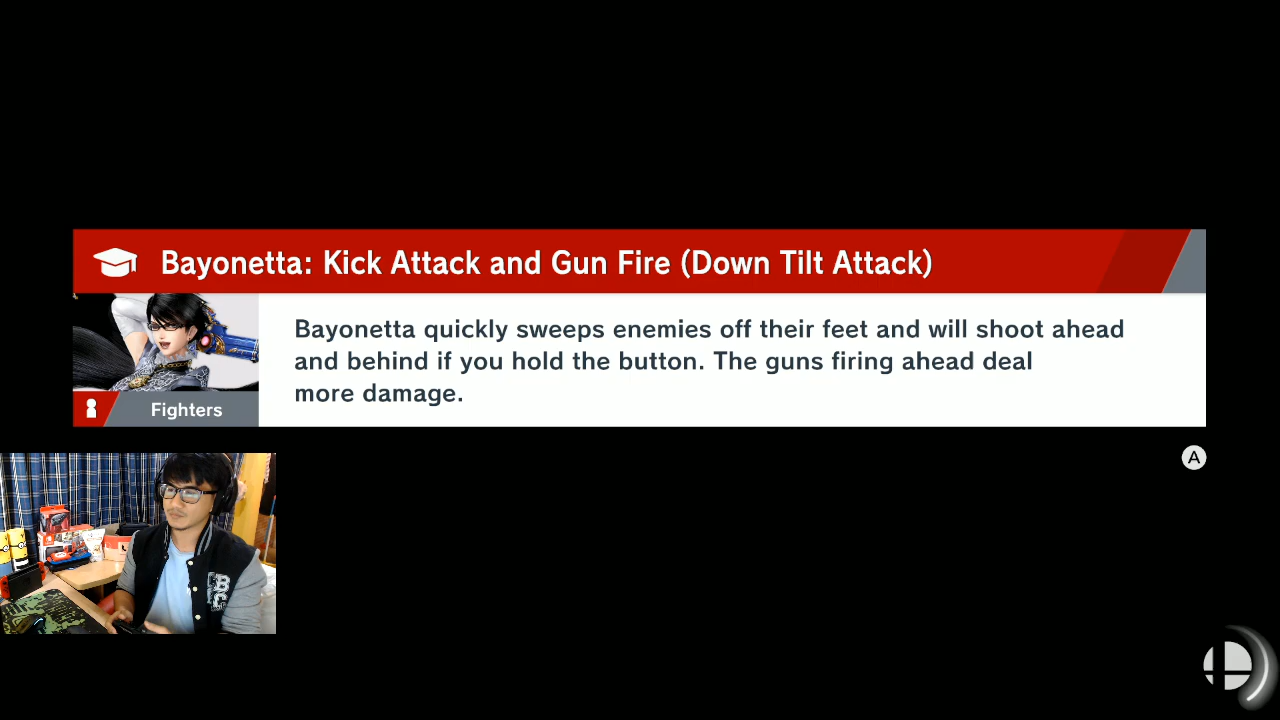 Bayonetta: Kick Attack and Gun Fire (Down Tilt Attack)
Bayonetta quickly sweeps enemies off their feet and will shoot ahead
and behind if you hold the button. The guns firing ahead deal
more damage.
Fighters
A